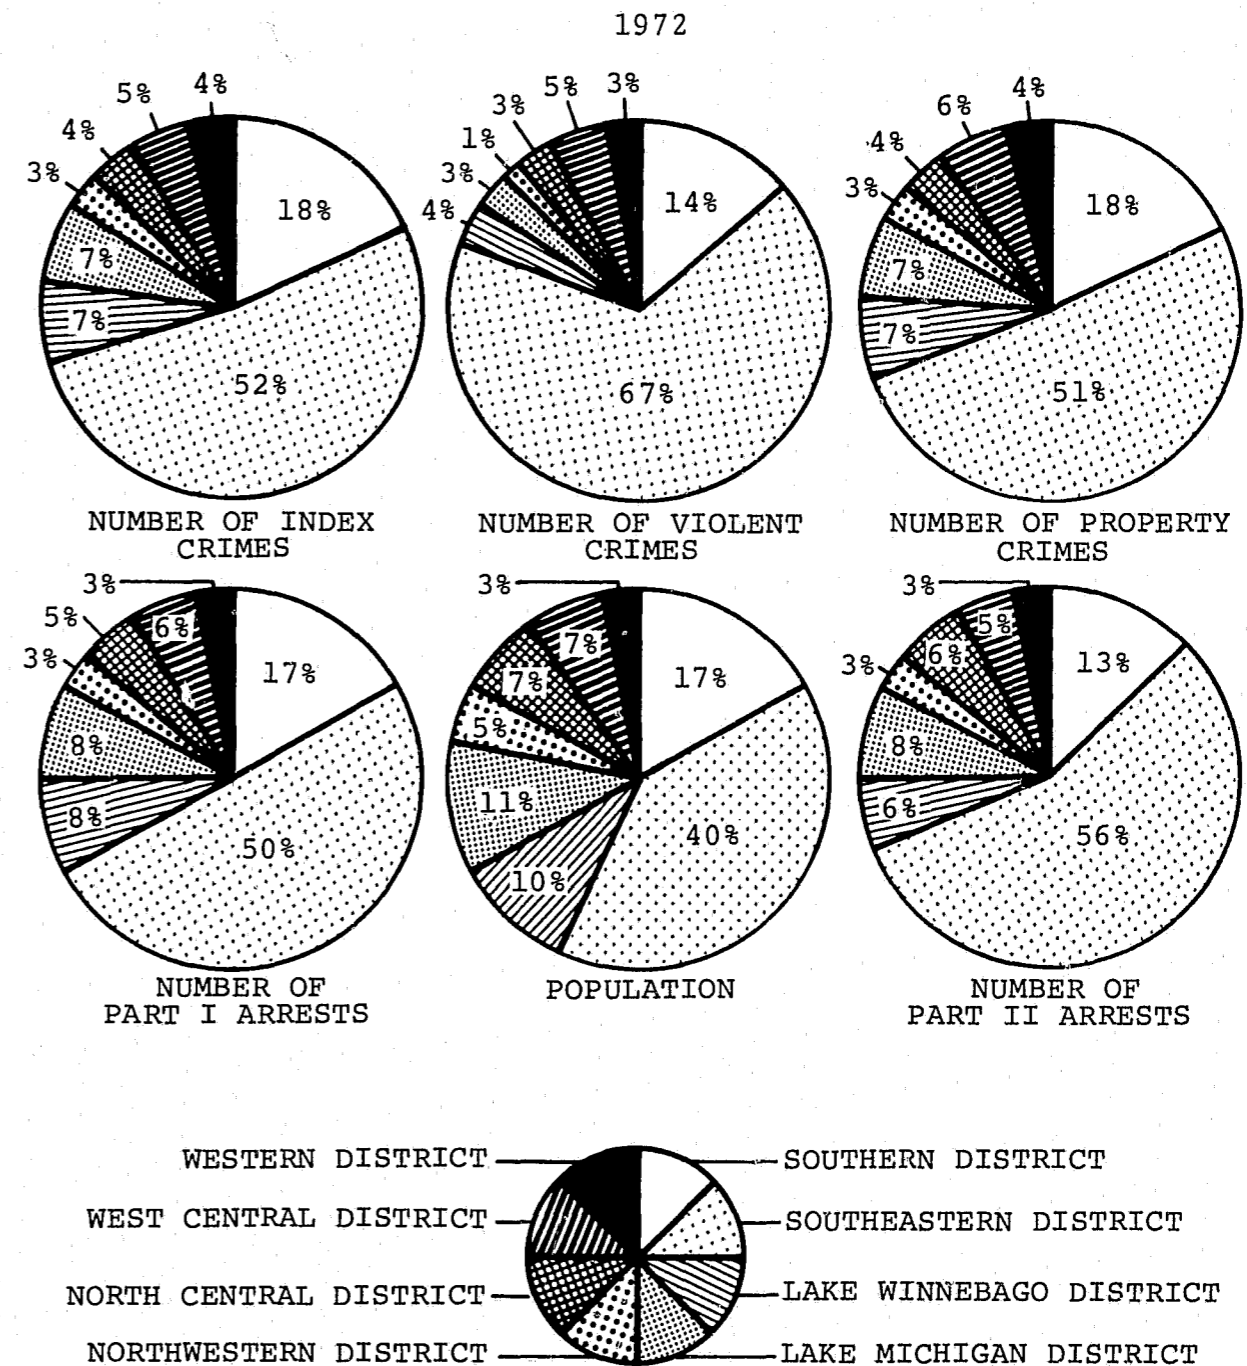 1972
4%
5%
4%
3%
7%
7%
18%
52%
NUMBER OF INDEX
CRIMES
3%
5%
3%
1%
3%
4%
14%
67%
NUMBER OF VIOLENT
CRIMES
4%
6%
4%
3%
7%
7%
18%
51%
NUMBER OF PROPERTY
CRIMES
3%
5%
6%
3%
8%
8%
17%
50%
NUMBER OF
PART I ARRESTS
3%
7%
7%
5%
11%
10%
17%
40%
POPULATION
3%
5%
6%
3%
8%
6%
13%
56%
NUMBER OF
PART II ARRESTS
WESTERN DISTRICT
SOUTHERN DISTRICT
WEST CENTRAL DISTRICT
SOUTHEASTERN DISTRICT
NORTH CENTRAL DISTRICT
LAKE WINNEBAGO DISTRICT
NORTHWESTERN DISTRICT
LAKE MICHIGAN DISTRICT